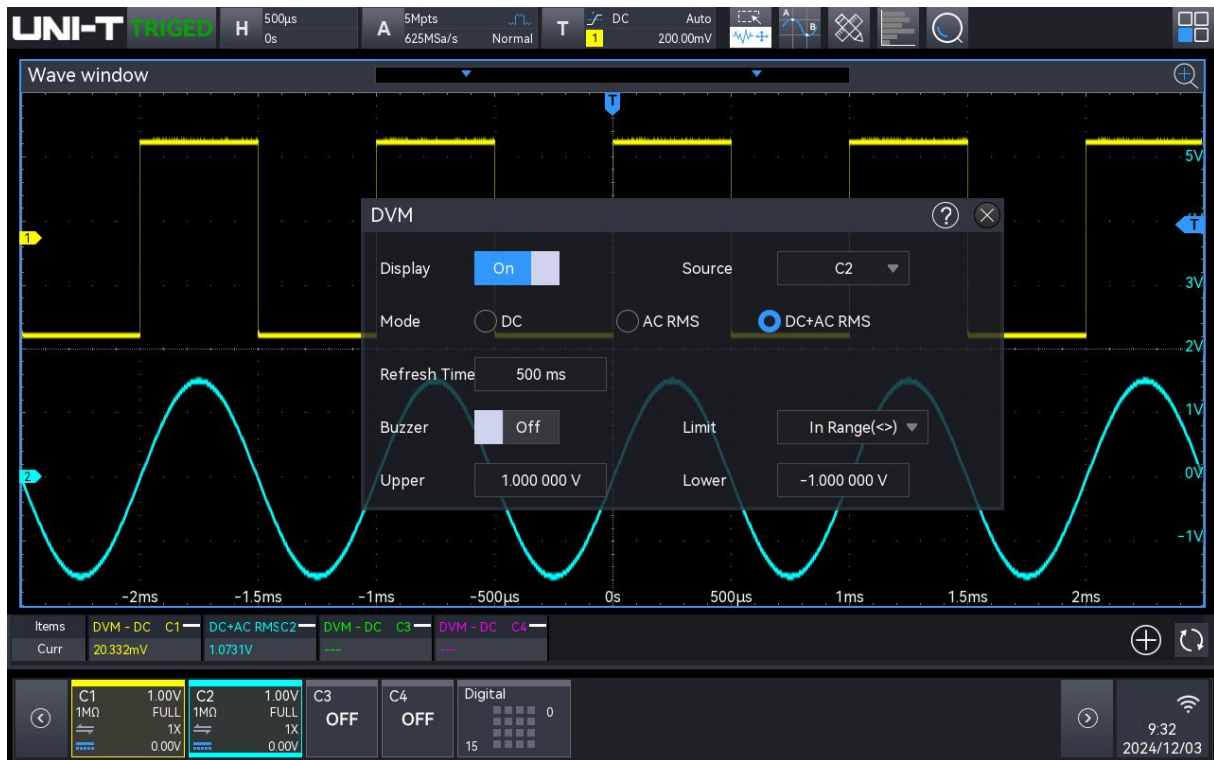 UNI-T TRIGED H 500μs 0s A 5Mpts 625MSa/s Normal T 1 DC Auto 200.00mV A B
Wave window
T
5V
DVM ?
1 T
Display On Source C2
3V
Mode DC AC RMS DC+AC RMS
2V
Refresh Time 500 ms
1V
Buzzer Off Limit In Range(<>)
2 0V
Upper 1.000 000 V Lower -1.000 000 V
-1V
-2ms -1.5ms -1ms -500μs 0s 500μs 1ms 1.5ms 2ms
Items DVM - DC C1 DC+AC RMSC2 DVM - DC C3 DVM - DC C4
Curr 20.332mV 1.0731V --- ---
C1 1.00V C2 1.00V C3 C4 Digital
1MΩ FULL 1MΩ FULL OFF OFF 0
1X 1X 9:32
0.00V 0.00V 15 2024/12/03